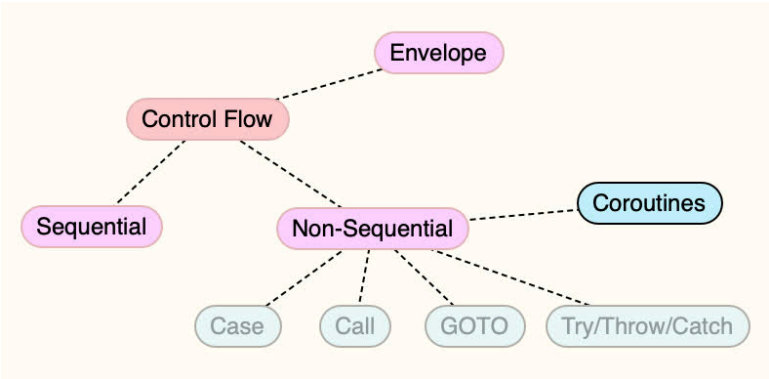 Envelope
Control Flow
Coroutines
Sequential
Non-Sequential
Case
Call
GOTO
Try/Throw/Catch